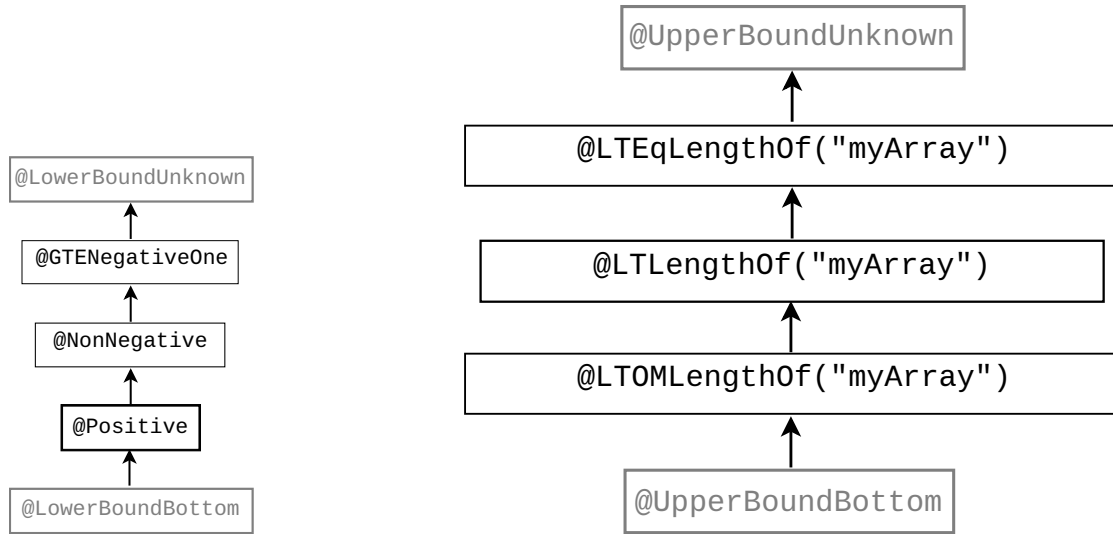 @LowerBoundUnknown
@GTENegativeOne
@NonNegative
@Positive
@LowerBoundBottom
@UpperBoundUnknown
@LTEqLengthOf("myArray")
@LTLengthOf("myArray")
@LTOMLengthOf("myArray")
@UpperBoundBottom